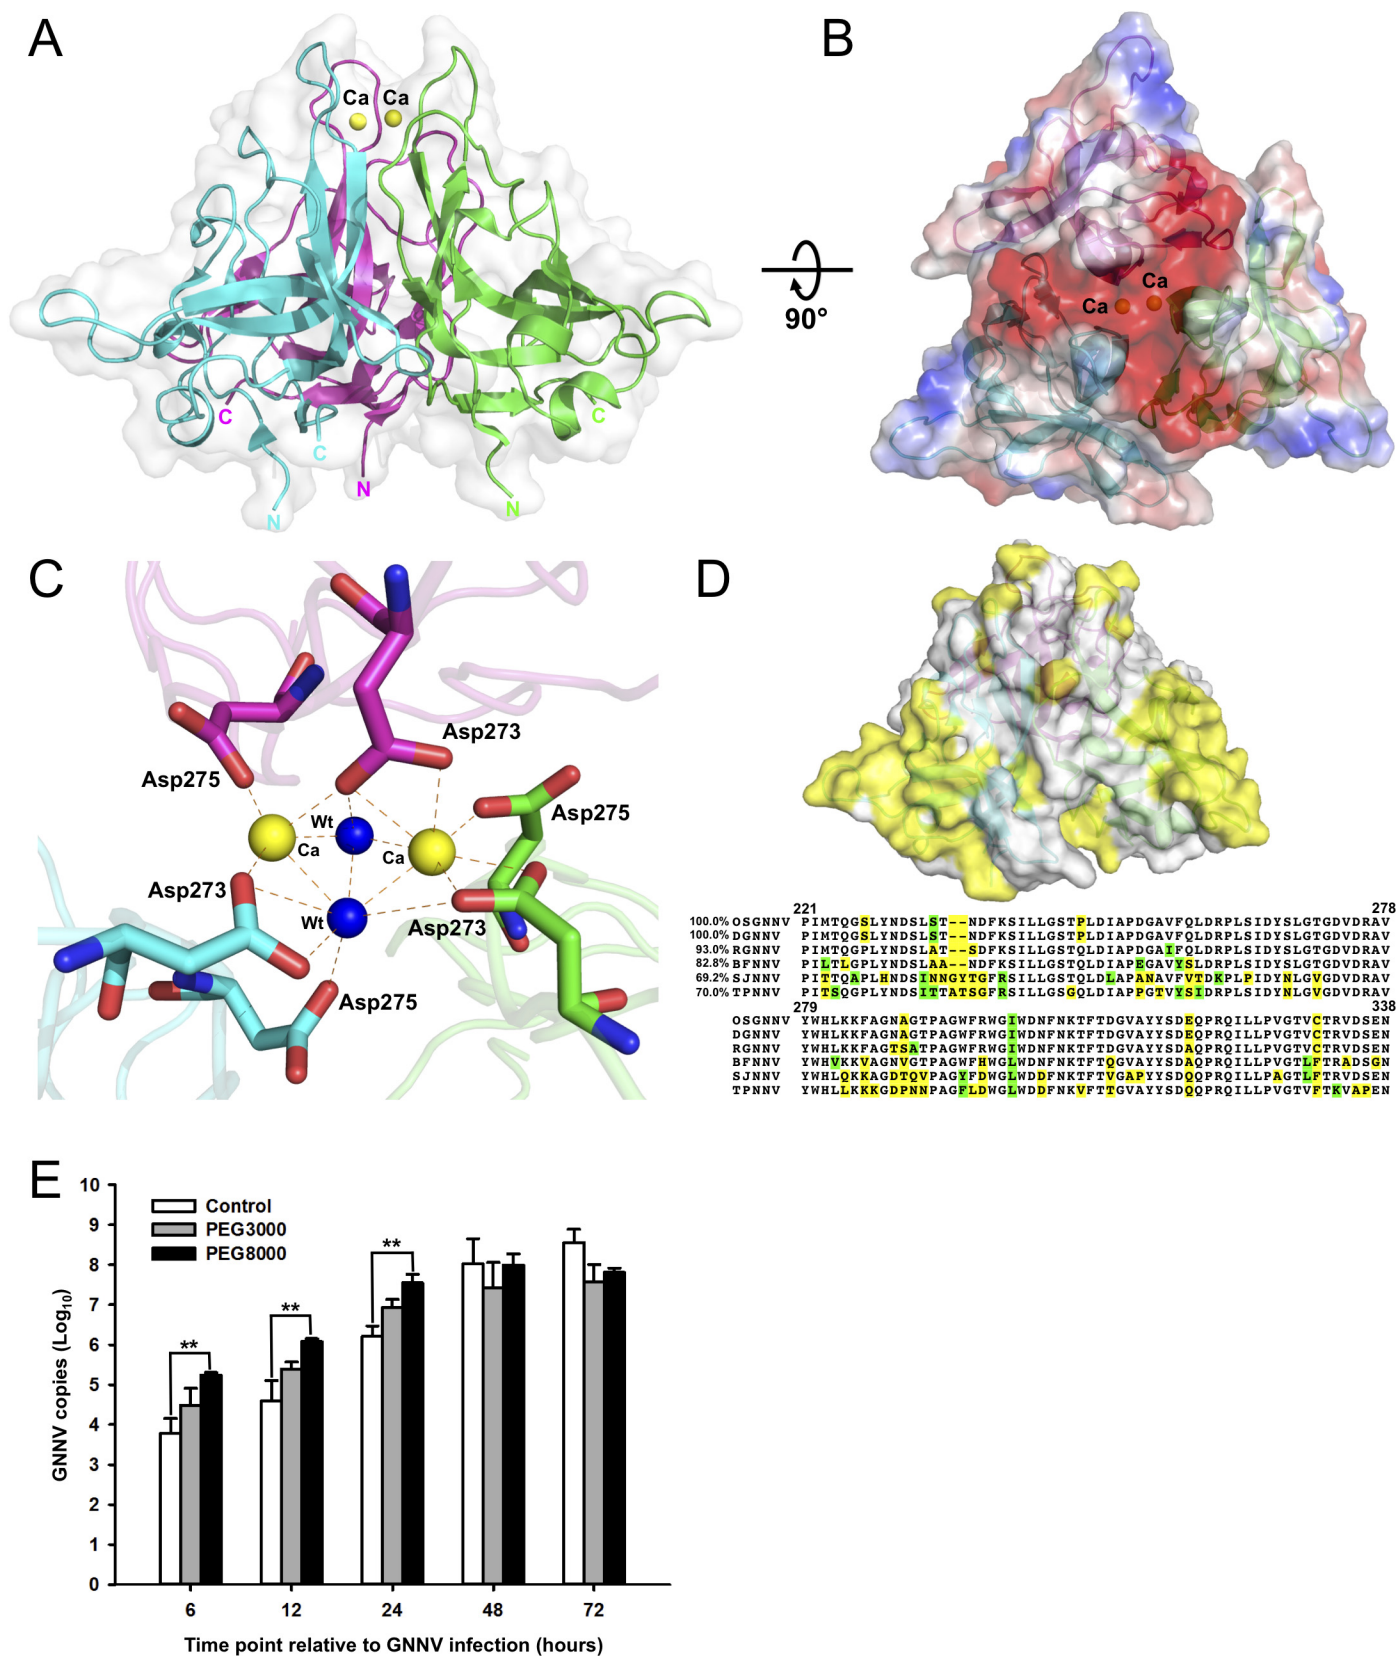 A
Ca Ca
C
C
C
N
N
N
90°
B
Ca
Ca
C
Asp273
Asp275
Asp275
Wt
Ca
Ca
Asp273
Wt
Asp273
Asp275
D
221 278
100.0% OSGNNV PIMTQGSLYNDSLST--NDFKSILLGSTPLDIAPDGAVFQLDRPLSIDYSLGTGDVDRAV
100.0% DGNNV PIMTQGSLYNDSLST--NDFKSILLGSTPLDIAPDGAVFQLDRPLSIDYSLGTGDVDRAV
93.0% RGNNV PIMTQGPLYNDSLAT--SDFKSILLGSTQLDIAPDGAIFQLDRPLSIDYSLGTGDVDRAV
82.8% BFNNV PILTLGPLYNDSLAA--NDFKSILLGSTQLDIAPEGAVYSLDRPLSIDYSLGTGDVDRAV
69.2% SJNNV PITTQAPLHNDSINNGYTGFRSILLGSTQLDLAPANAVFVTDKPLPIDYNLGVGDVDRAV
70.0% TPNNV PITSQGPLYNDSITTATSGFRSILLGSGQLDIAPPGTVYSIDRPLSIDYNLGVGDVDRAV
279 338
OSGNNV YWHLKKFAGNAGTPAGWFRWGIWDNFNKTFTDGVAYYSDEQPRQILLPVGTVCTRVDSEN
DGNNV YWHLKKFAGNAGTPAGWFRWGIWDNFNKTFTDGVAYYSDEQPRQILLPVGTVCTRVDSEN
RGNNV YWHLKKFAGTSATPAGWFRWGIWDNFNKTFTDGVAYYSDAQPRQILLPVGTVCTRVDSEN
BFNNV YWHVKKVAGNVGTPAGWFHWGLWDNFNKTFTQGVAYYSDAQPRQILLPVGTLFTRADSGN
SJNNV YWHLQKKAGDTQVPAGYFDWGLWDDFNKTFTVGAPYYSDQQPRQILLPAGTLFTRVDSEN
TPNNV YWHLLKKKGDPNNPAGFLDWGLWDDFNKVFTTGVAYYSDQQPRQILLPVGTVFTKVAPEN
E
10
9
8
7
6
5
4
3
2
1
0
Control
PEG3000
PEG8000
**
**
**
GNNV copies (Log10)
6 12 24 48 72
Time point relative to GNNV infection (hours)